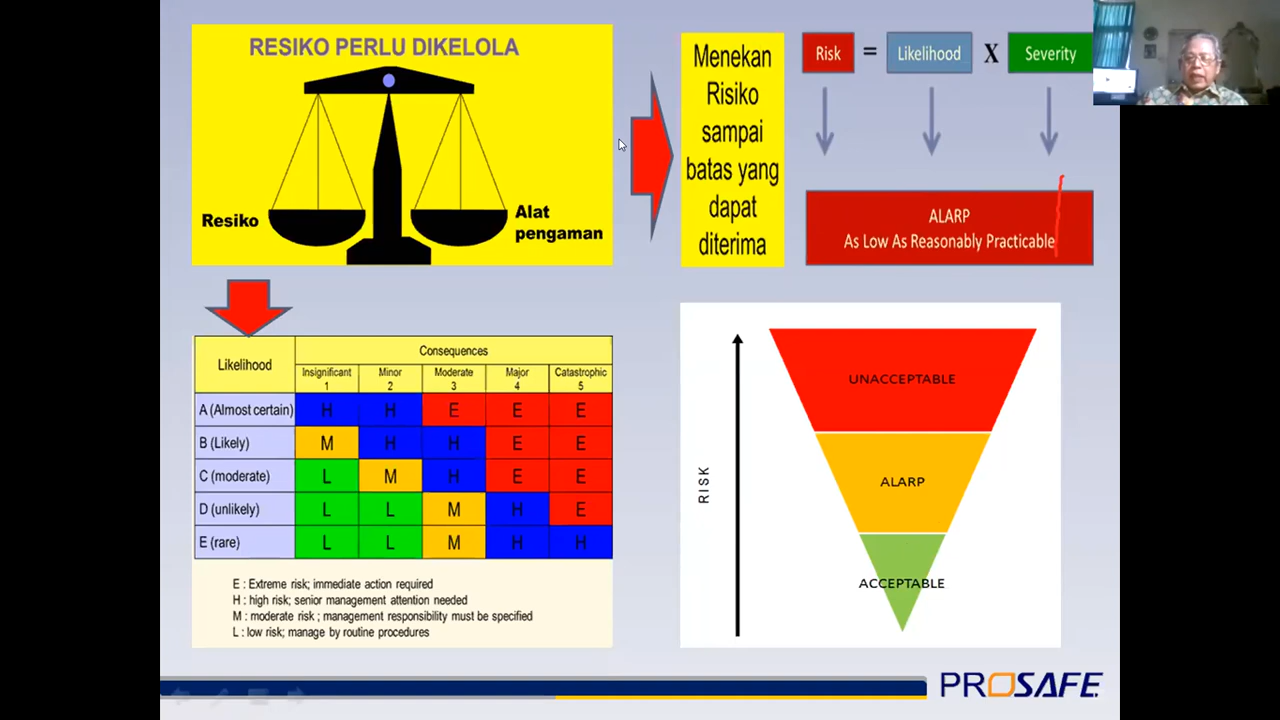 RESIKO PERLU DIKELOLA
Resiko
Alat
pengaman
Menekan
Risiko
sampai
batas yang
dapat
diterima
Risk = Likelihood X Severity
ALARP
As Low As Reasonably Practicable
Likelihood
Consequences
Insignificant Minor Moderate Major Catastrophic
1 2 3 4 5
A (Almost certain) H H E E E
B (Likely) M H H E E
C (moderate) L M H E E
D (unlikely) L L M H E
E (rare) L L M H H
E : Extreme risk; immediate action required
H : high risk; senior management attention needed
M : moderate risk ; management responsibility must be specified
L : low risk; manage by routine procedures
RISK
UNACCEPTABLE
ALARP
ACCEPTABLE
PROSAFE